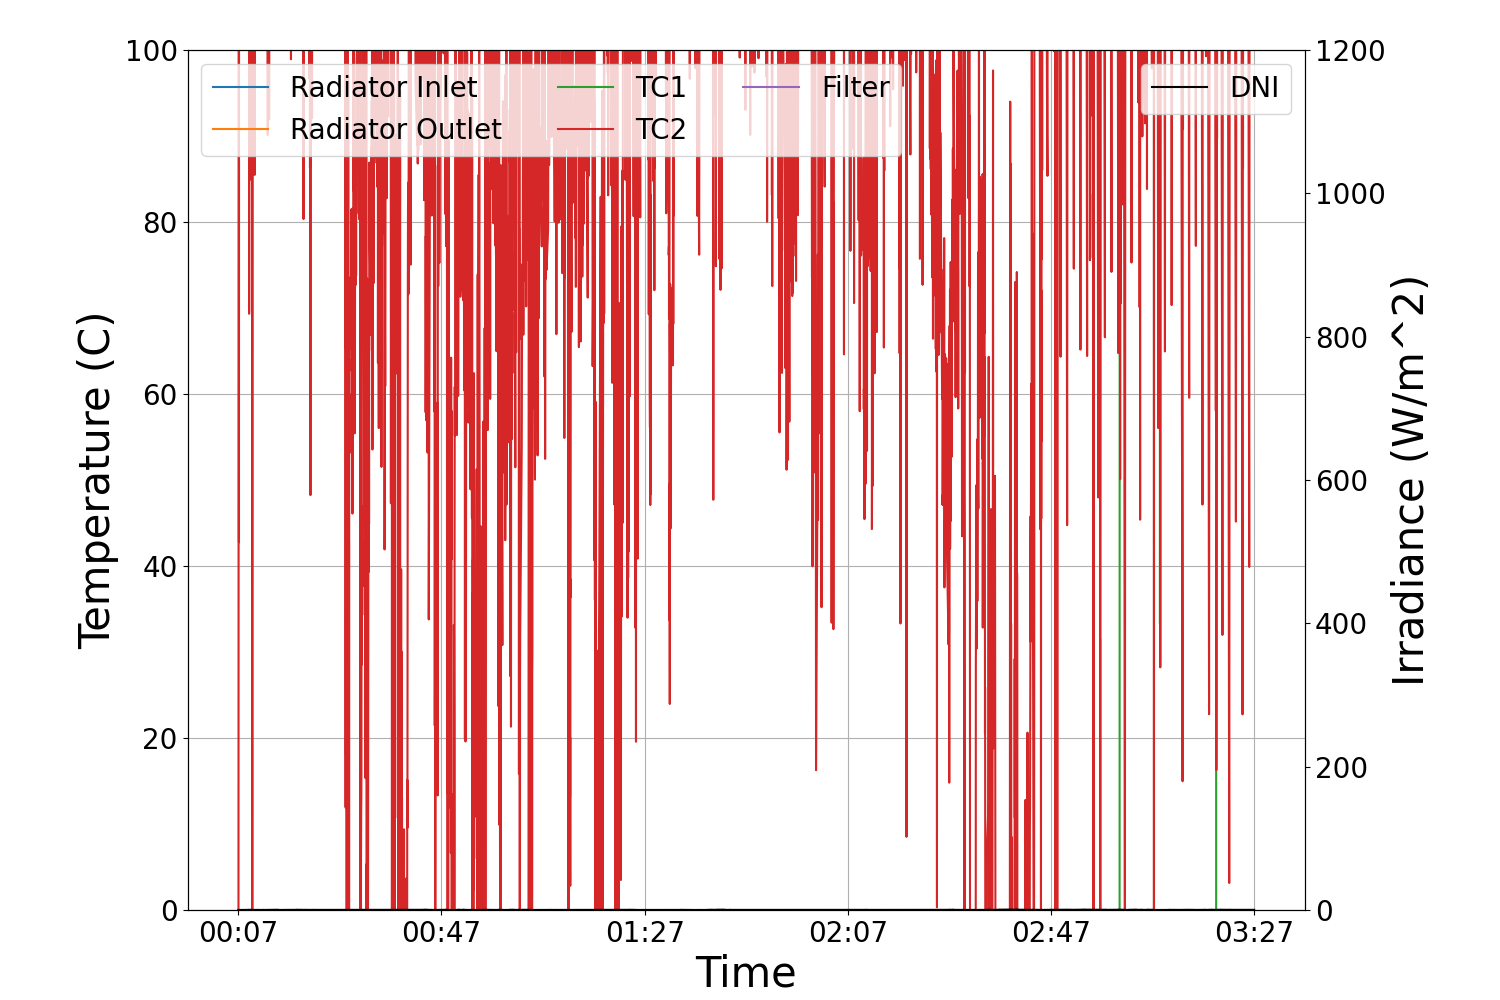 Radiator Inlet
Radiator Outlet
TC1
TC2
Filter
DNI
100
80
60
40
20
0
Temperature (C)
1200
1000
800
600
400
200
0
Irradiance (W/m^2)
00:07 00:47 01:27 02:07 02:47 03:27
Time